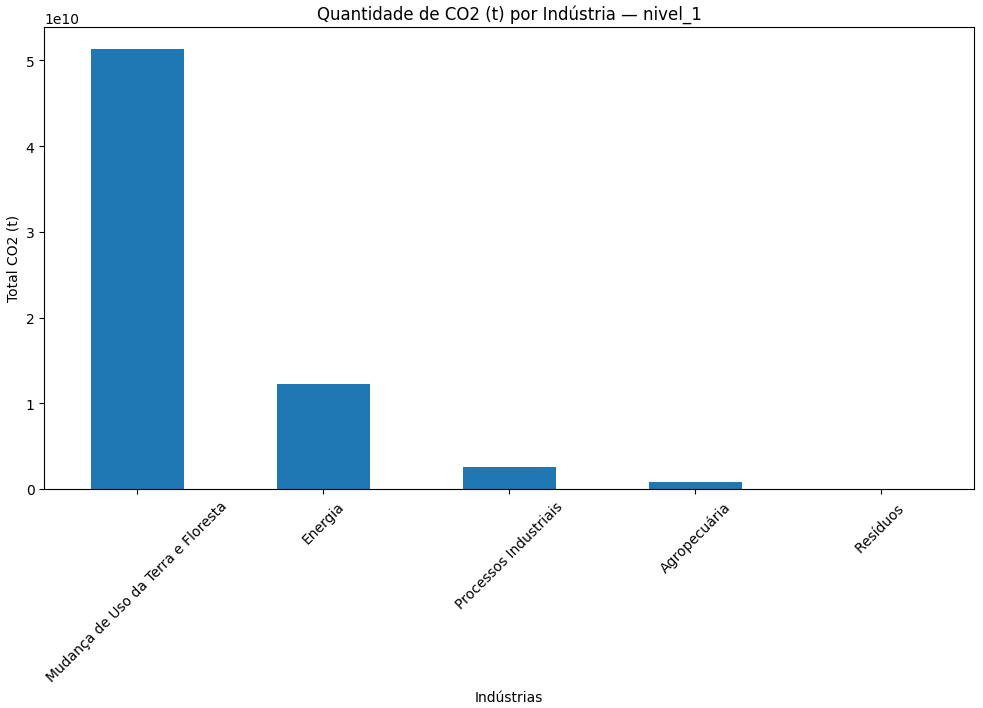 Quantidade de CO2 (t) por Indústria — nivel_1
1e10
Total CO2 (t)
5
4
3
2
1
0
Mudança de Uso da Terra e Floresta
Energia
Processos Industriais
Agropecuária
Resíduos
Indústrias